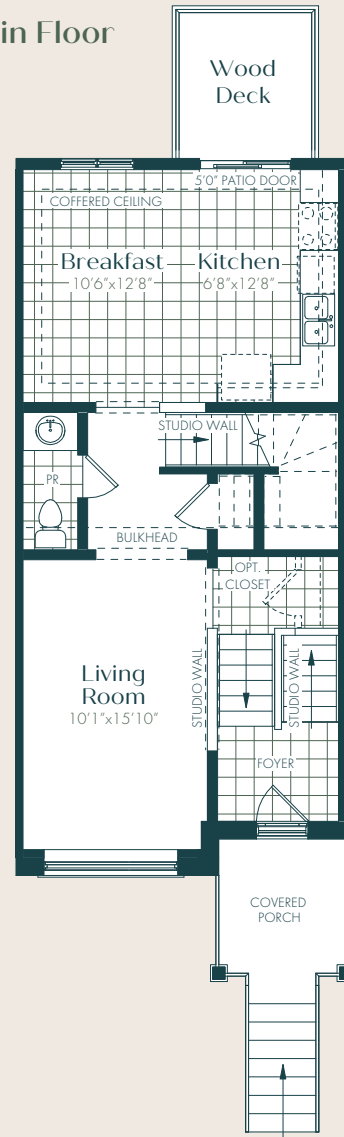 in Floor
Wood
Deck
5'0" PATIO DOOR
COFFERED CEILING
Breakfast
10'6"x12'8"
Kitchen
6'8"x12'8"
STUDIO WALL
PR
BULKHEAD
OPT.
CLOSET
Living
Room
10'1"x15'10"
STUDIO WALL
STUDIO WALL
FOYER
COVERED
PORCH